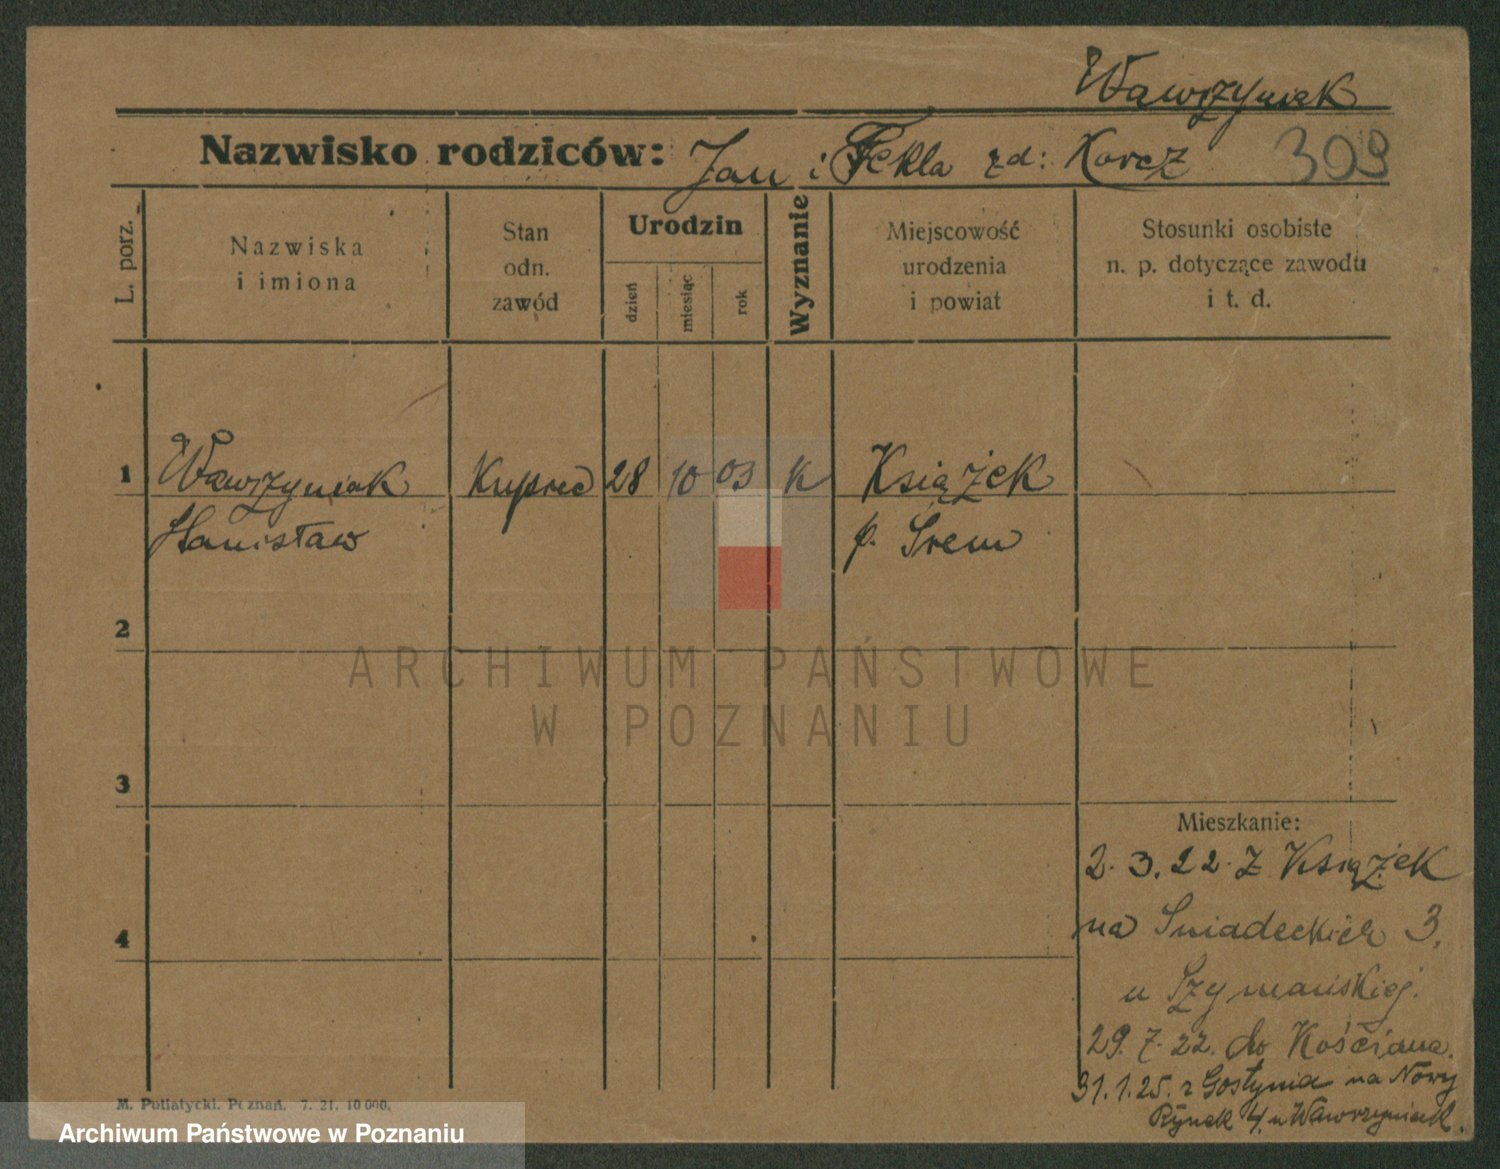 Wawrzyniak
Nazwisko rodziców: Jan i Tekla zd: Korcz 309
L. porz.
Nazwiska
i imiona
Stan
odn.
zawód
Urodzin
dzień
miesiąc
rok
Wyznanie
Miejscowość
urodzenia
i powiat
Stosunki osobiste
n. p. dotyczące zawodu
i t. d.
1 Wawrzyniak Kupiec 28 10 03 K Książek
Stanisław p. Śrem
2
ARCHIWUM PAŃSTWOWE
W POZNANIU
3
Mieszkanie:
2.3.22. Z Książek
4
na Śniadeckich 3.
u Szymańskiej.
29.7.22. do Kościana.
31.1.25. z Gostynia na Nowy
Rynek 4. u Wawrzyniak.
M. Putiatycki. Poznań. 7. 21. 10 000.
Archiwum Państwowe w Poznaniu